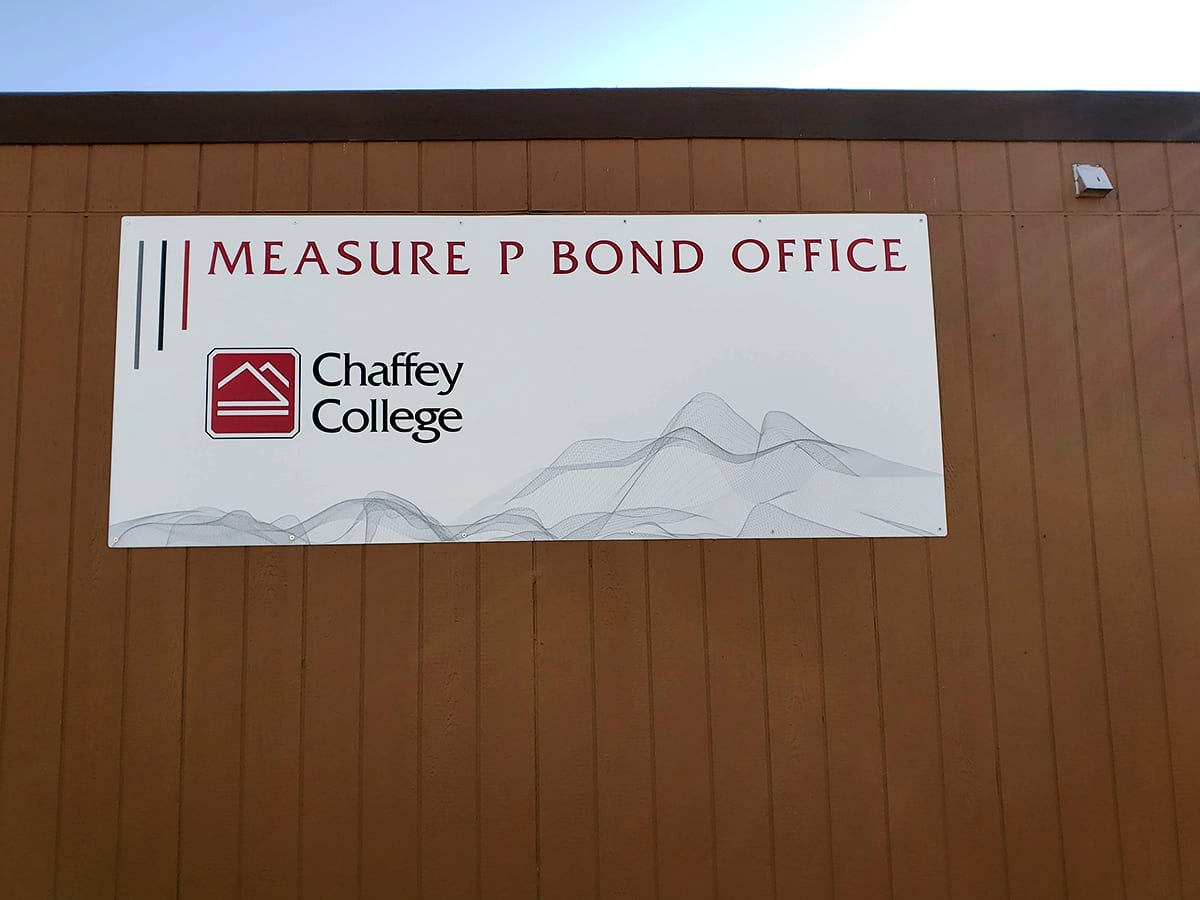 MEASURE P BOND OFFICE
Chaffey
College